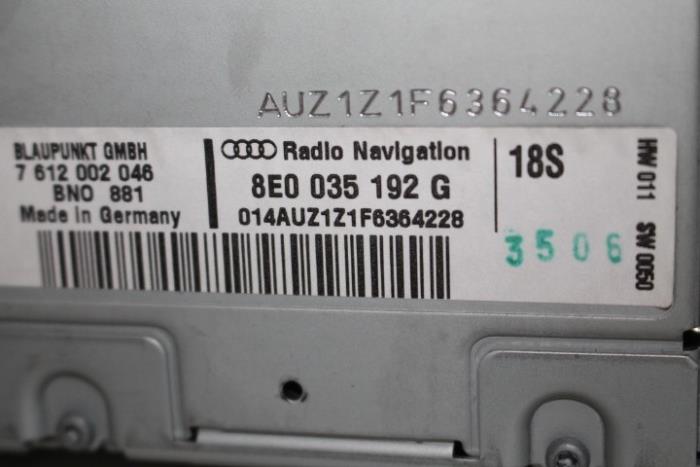 AUZ1Z1F6364228
BLAUPUNKT GMBH
7 612 002 046
BNO 881
Made in Germany
Radio Navigation
8E0 035 192 G
014AUZ1Z1F6364228
18S
3506
HW 011 SW 0050